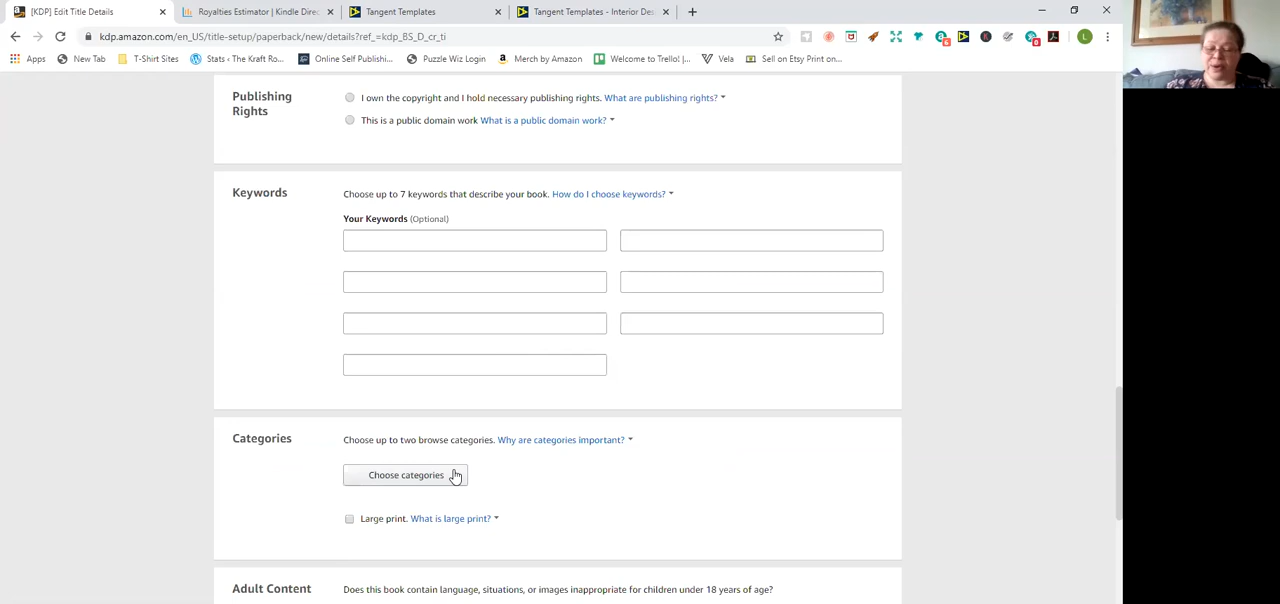 [KDP] Edit Title Details
Royalties Estimator | Kindle Direc
Tangent Templates
Tangent Templates - Interior Des
kdp.amazon.com/en_US/title-setup/paperback/new/details?ref_=kdp_BS_D_cr_ti
Apps
New Tab
T-Shirt Sites
Stats ‹ The Kraft Ro...
Online Self Publishi...
Puzzle Wiz Login
Merch by Amazon
Welcome to Trello!|...
Vela
Sell on Etsy Print on...
Publishing Rights
I own the copyright and I hold necessary publishing rights. What are publishing rights?
This is a public domain work What is a public domain work?
Keywords
Choose up to 7 keywords that describe your book. How do I choose keywords?
Your Keywords (Optional)
Categories
Choose up to two browse categories. Why are categories important?
Choose categories
Large print. What is large print?
Adult Content
Does this book contain language, situations, or images inappropriate for children under 18 years of age?